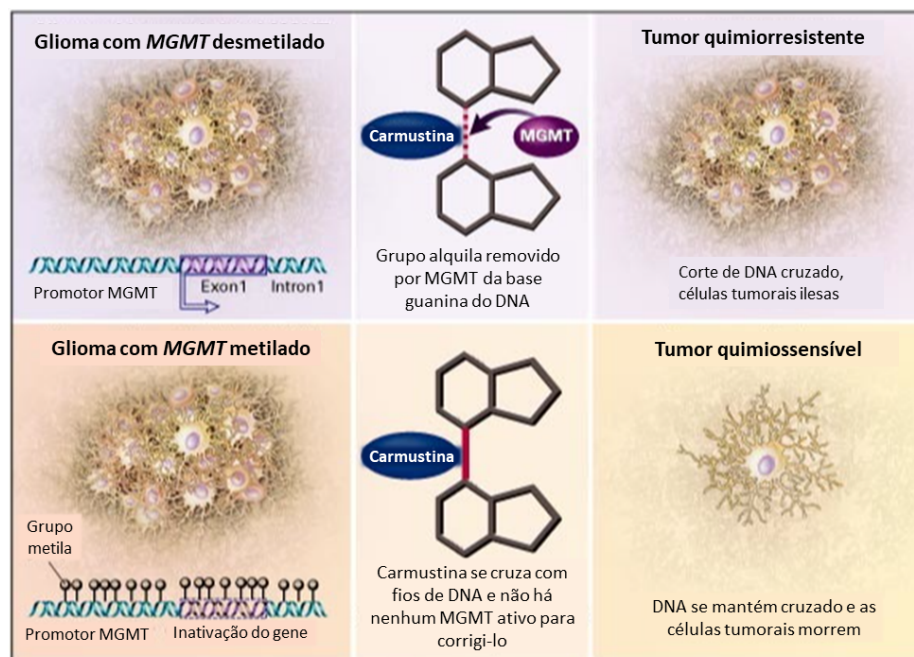 Glioma com MGMT desmetilado
Promotor MGMT
Exon1
Intron1
Carmustina
MGMT
Grupo alquila removido
por MGMT da base
guanina do DNA
Tumor quimiorresistente
Corte de DNA cruzado,
células tumorais ilesas
Glioma com MGMT metilado
Grupo
metila
Promotor MGMT
Inativação do gene
Carmustina
Carmustina se cruza com
fios de DNA e não há
nenhum MGMT ativo para
corrigi-lo
Tumor quimiossensível
DNA se mantém cruzado e as
células tumorais morrem